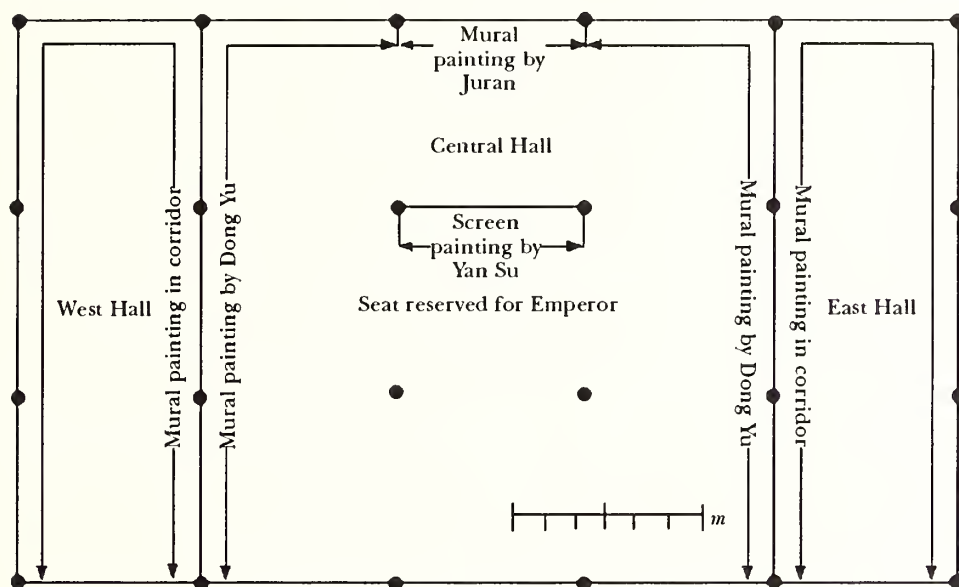 Mural
painting by
Juran
Central Hall
Screen
painting by
Yan Su
Seat reserved for Emperor
West Hall
Mural painting in corridor
Mural painting by Dong Yu
Mural painting by Dong Yu
Mural painting in corridor
East Hall
m